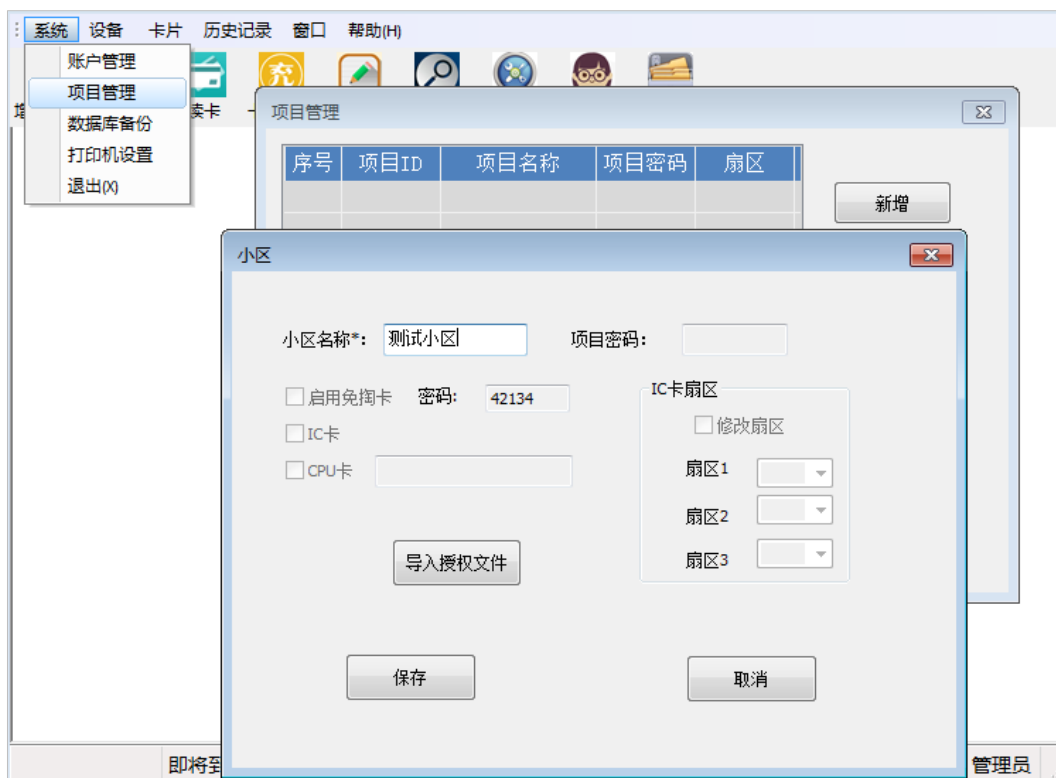 系统 设备 卡片 历史记录 窗口 帮助(H)
账户管理
项目管理
数据库备份
打印机设置
退出(X)
充
读卡
项目管理
序号 项目ID 项目名称 项目密码 扇区
新增
小区
小区名称*: 测试小区 项目密码:
启用免掏卡 密码: 42134
IC卡扇区
修改扇区
IC卡
CPU卡
扇区1
扇区2
扇区3
导入授权文件
保存 取消
即将到 管理员